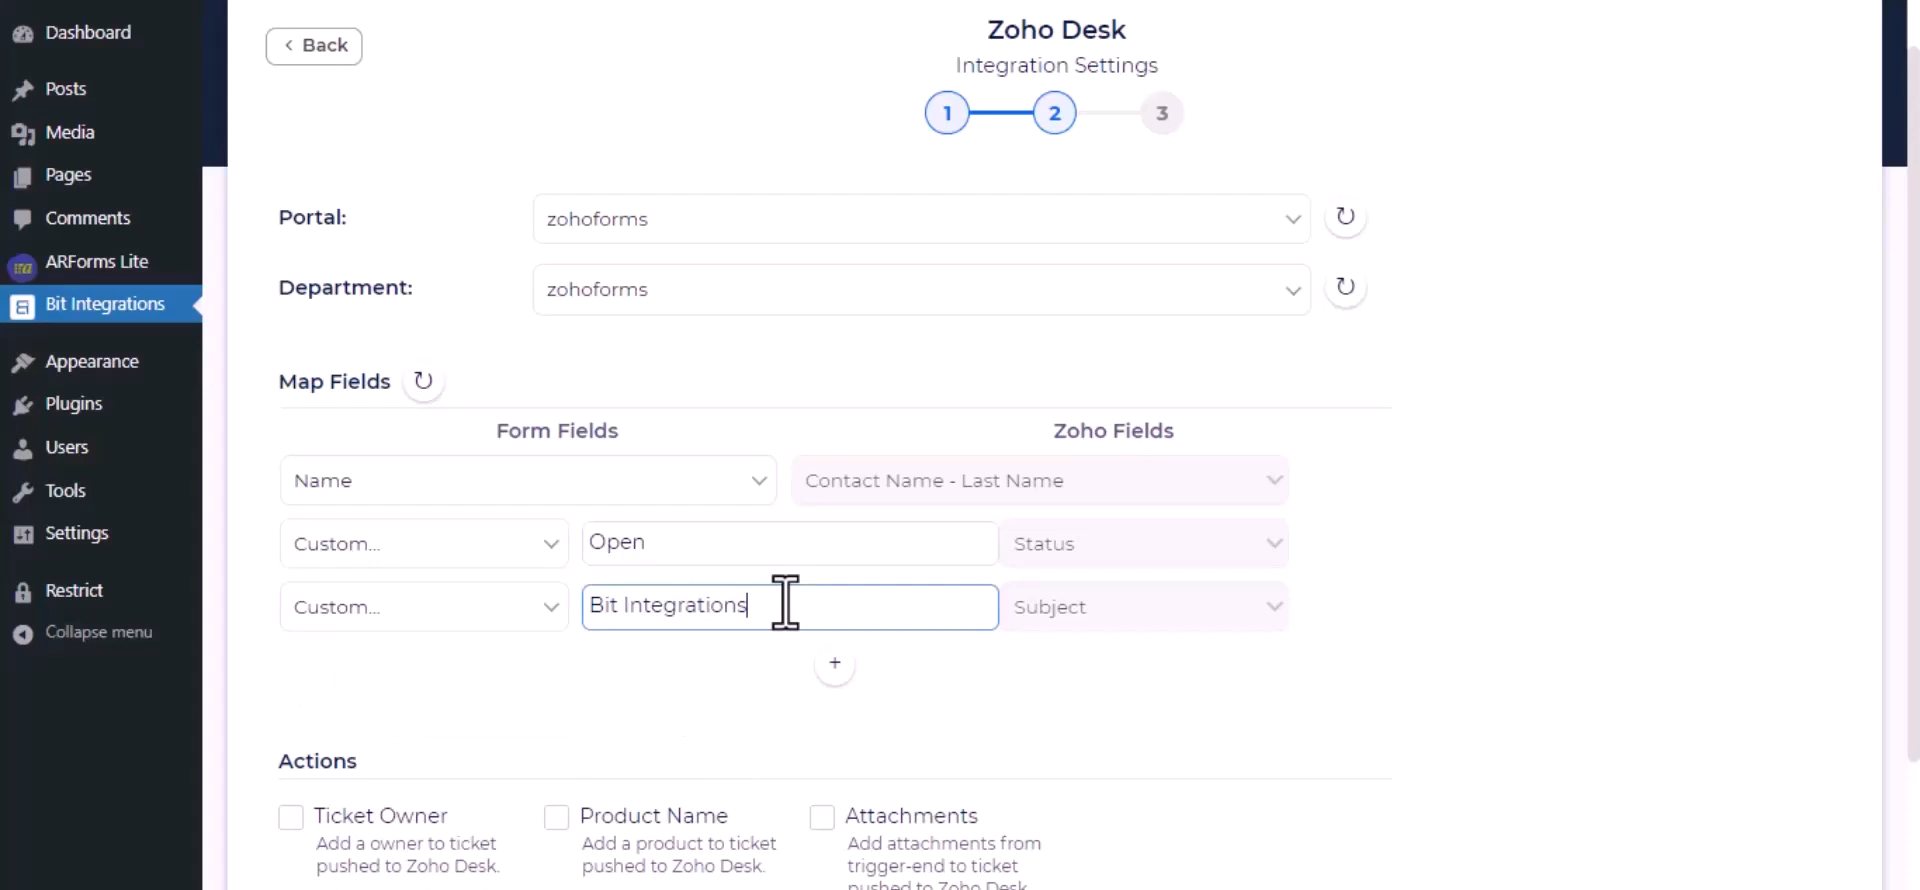 Dashboard
Posts
Media
Pages
Comments
ARForms Lite
Bit Integrations
Appearance
Plugins
Users
Tools
Settings
Restrict
Collapse menu
Back
Zoho Desk
Integration Settings
1
2
3
Portal:
zohoforms
Department:
zohoforms
Map Fields
Form Fields
Zoho Fields
Name
Contact Name - Last Name
Custom...
Open
Status
Custom...
Bit Integrations
Subject
+
Actions
Ticket Owner
Add a owner to ticket
pushed to Zoho Desk.
Product Name
Add a product to ticket
pushed to Zoho Desk.
Attachments
Add attachments from
trigger-end to ticket
pushed to Zoho Desk